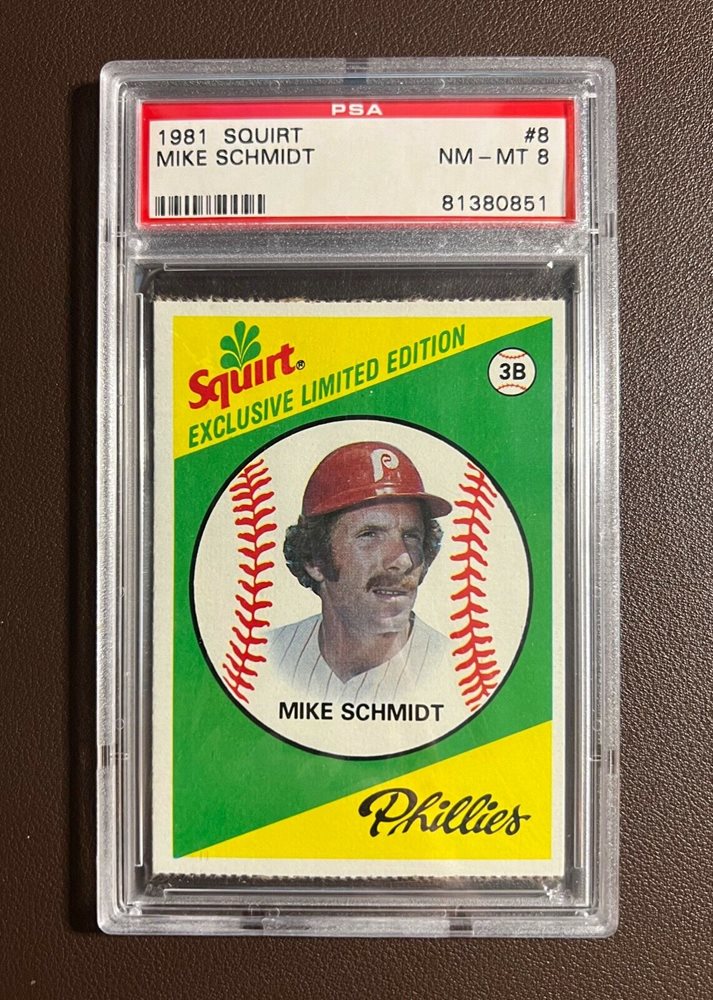 PSA
1981 SQUIRT #8
MIKE SCHMIDT NM - MT 8
81380851
Squirt®
EXCLUSIVE LIMITED EDITION
3B
P
MIKE SCHMIDT
Phillies